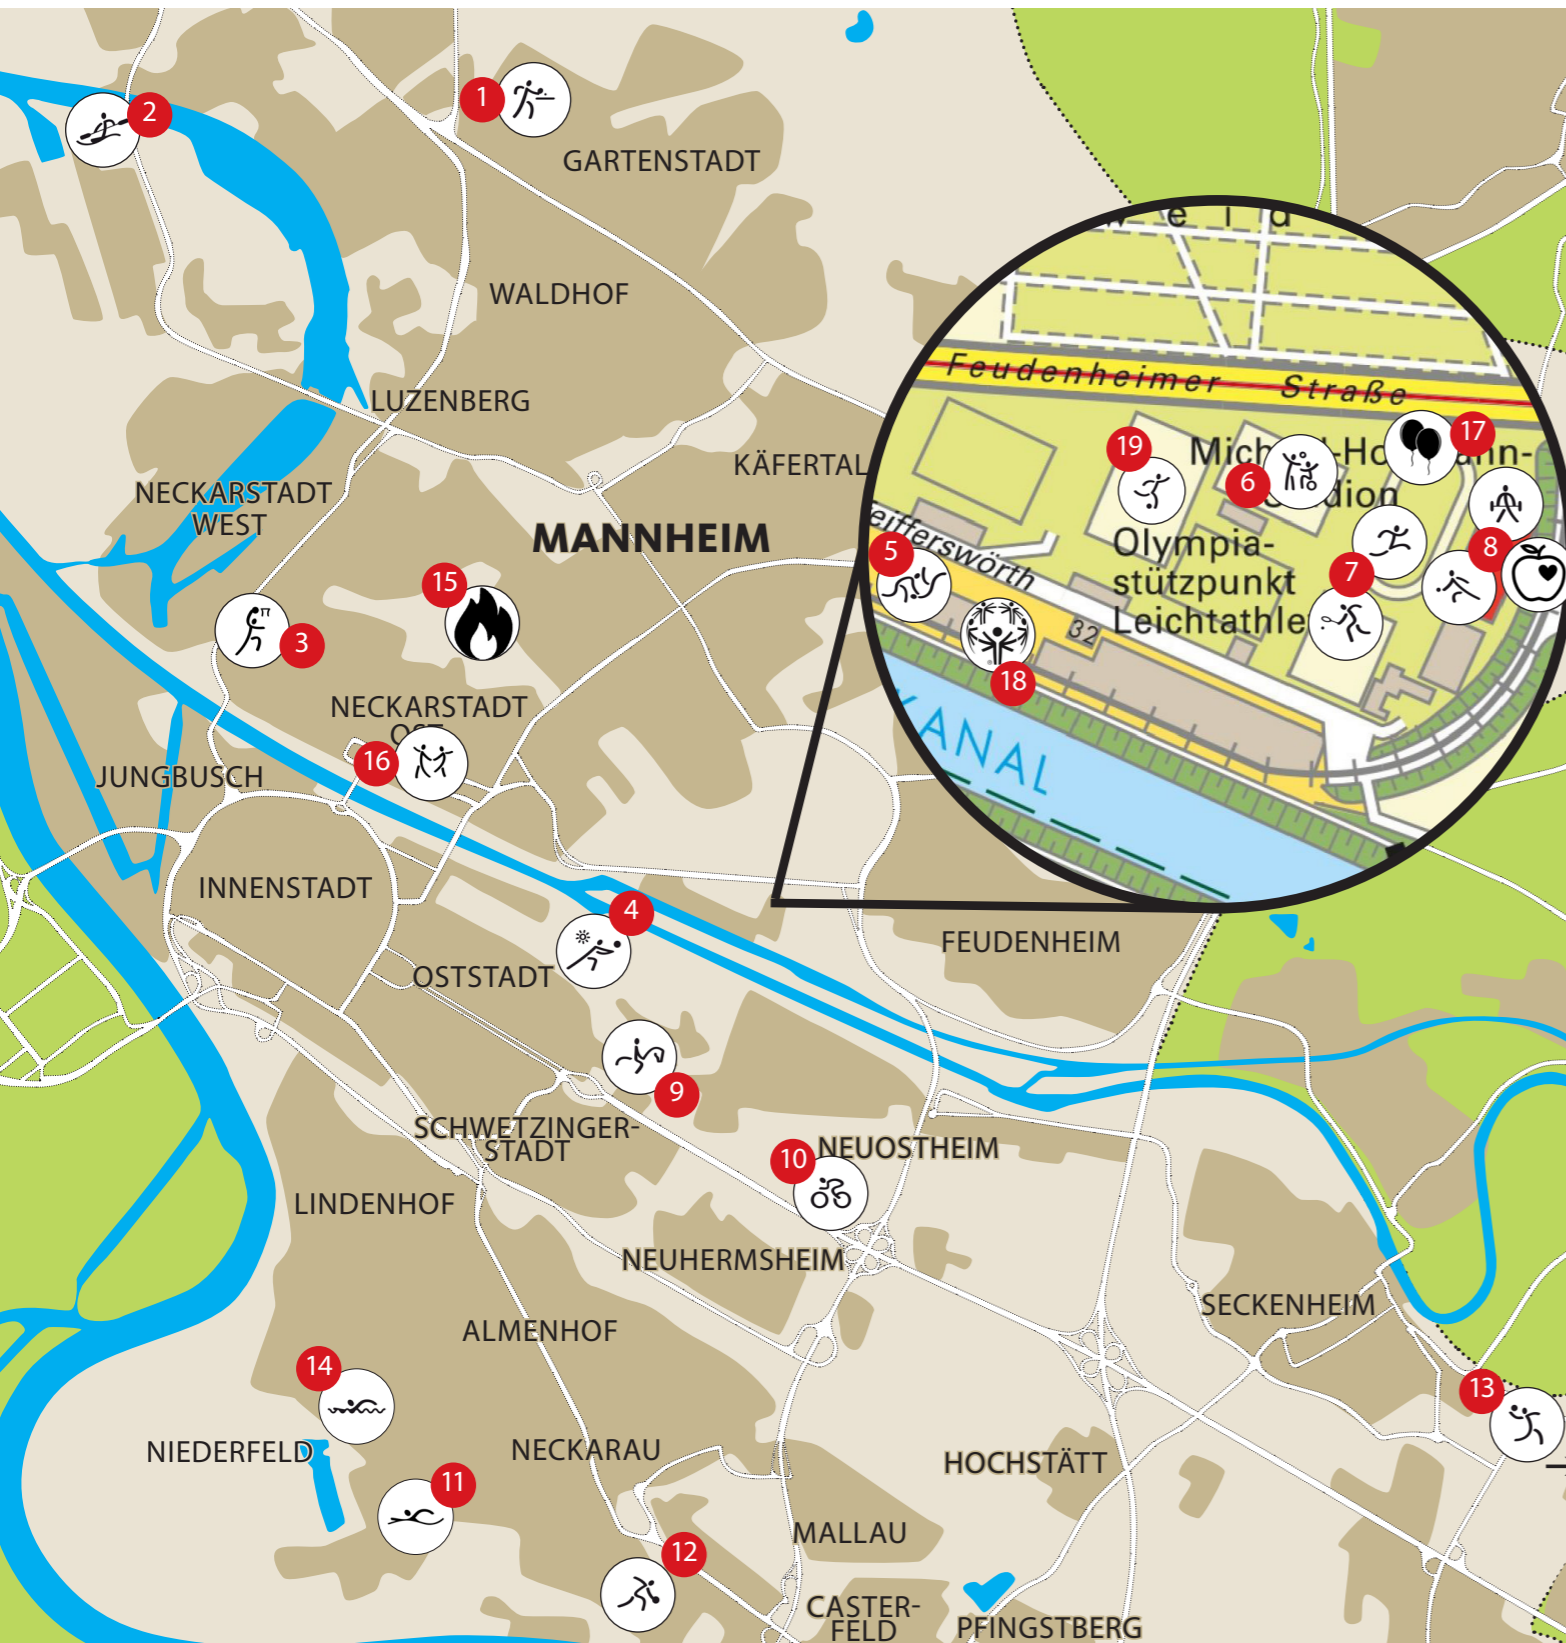 2
1
GARTENSTADT
WALDHOF
LUZENBERG
KÄFERTAL
NECKARSTADT
WEST
MANNHEIM
15
3
NECKARSTADT
OST
16
JUNGBUSCH
INNENSTADT
4
OSTSTADT
FEUDENHEIM
9
SCHWETZINGER-
STADT
10
NEUOSTHEIM
LINDENHOF
NEUHERMSHEIM
SECKENHEIM
ALMENHOF
14
13
NIEDERFELD
NECKARAU
HOCHSTÄTT
11
MALLAU
12
CASTER-
FELD
PFINGSTBERG
Feudenheimer Straße
17
19
6
Olympia-
stützpunkt
5
7
8
32
18
KANAL